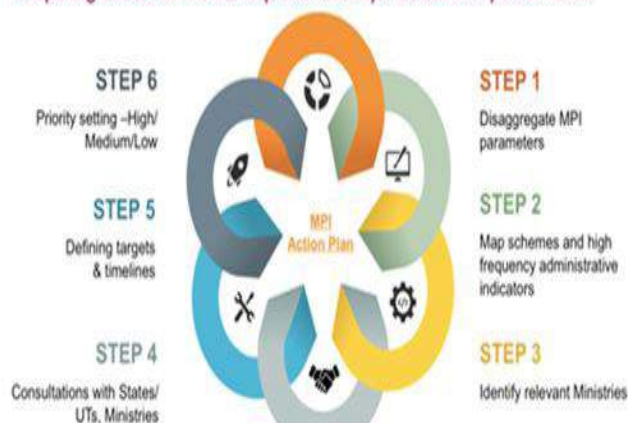 STEP 1
Disaggregate MPI
parameters
STEP 2
Map schemes and high
frequency administrative
indicators
STEP 3
Identify relevant Ministries
STEP 4
Consultations with States/
UTs, Ministries
STEP 5
Defining targets
& timelines
STEP 6
Priority setting –High/
Medium/Low
MPI
Action Plan